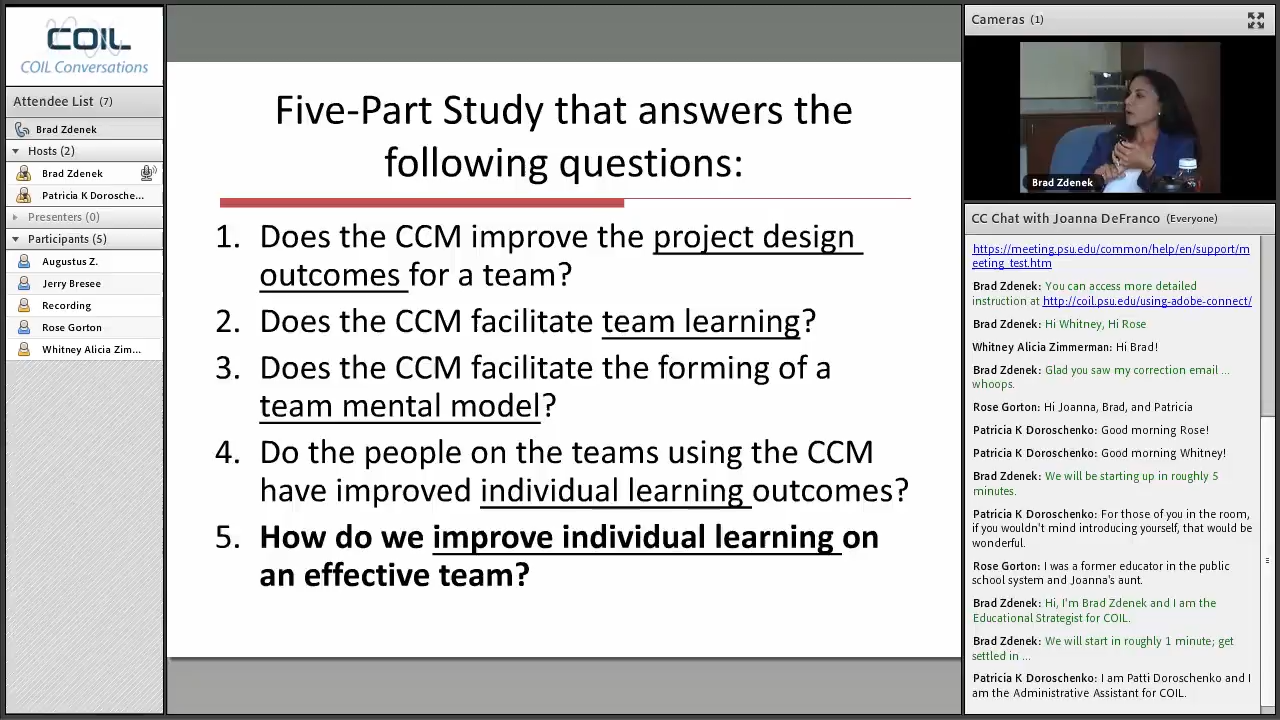 COIL
COIL Conversations
Attendee List (7)
Brad Zdenek
Hosts (2)
Brad Zdenek
Patricia K Dorosche...
Presenters (0)
Participants (5)
Augustus Z.
Jerry Bresee
Recording
Rose Gorton
Whitney Alicia Zim...
Five-Part Study that answers the
following questions:
1. Does the CCM improve the project design
outcomes for a team?
2. Does the CCM facilitate team learning?
3. Does the CCM facilitate the forming of a
team mental model?
4. Do the people on the teams using the CCM
have improved individual learning outcomes?
5. How do we improve individual learning on
an effective team?
Cameras (1)
Brad Zdenek
CC Chat with Joanna DeFranco (Everyone)
https://meeting.psu.edu/common/help/en/support/m
eeting_test.htm
Brad Zdenek: You can access more detailed
instruction at http://coil.psu.edu/using-adobe-connect/
Brad Zdenek: Hi Whitney, Hi Rose
Whitney Alicia Zimmerman: Hi Brad!
Brad Zdenek: Glad you saw my correction email ...
whoops.
Rose Gorton: Hi Joanna, Brad, and Patricia
Patricia K Doroschenko: Good morning Rose!
Patricia K Doroschenko: Good morning Whitney!
Brad Zdenek: We will be starting up in roughly 5
minutes.
Patricia K Doroschenko: For those of you in the room,
if you wouldn't mind introducing yourself, that would be
wonderful.
Rose Gorton: I was a former educator in the public
school system and Joanna's aunt.
Brad Zdenek: Hi, I'm Brad Zdenek and I am the
Educational Strategist for COIL.
Brad Zdenek: We will start in roughly 1 minute; get
settled in ...
Patricia K Doroschenko: I am Patti Doroschenko and I
am the Administrative Assistant for COIL.